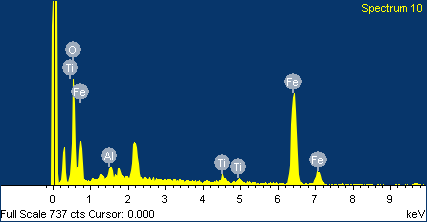 Spectrum 10
O
Ti
Fe
Al
Ti
Ti
Fe
Fe
0 1 2 3 4 5 6 7 8 9
Full Scale 737 cts Cursor: 0.000 keV